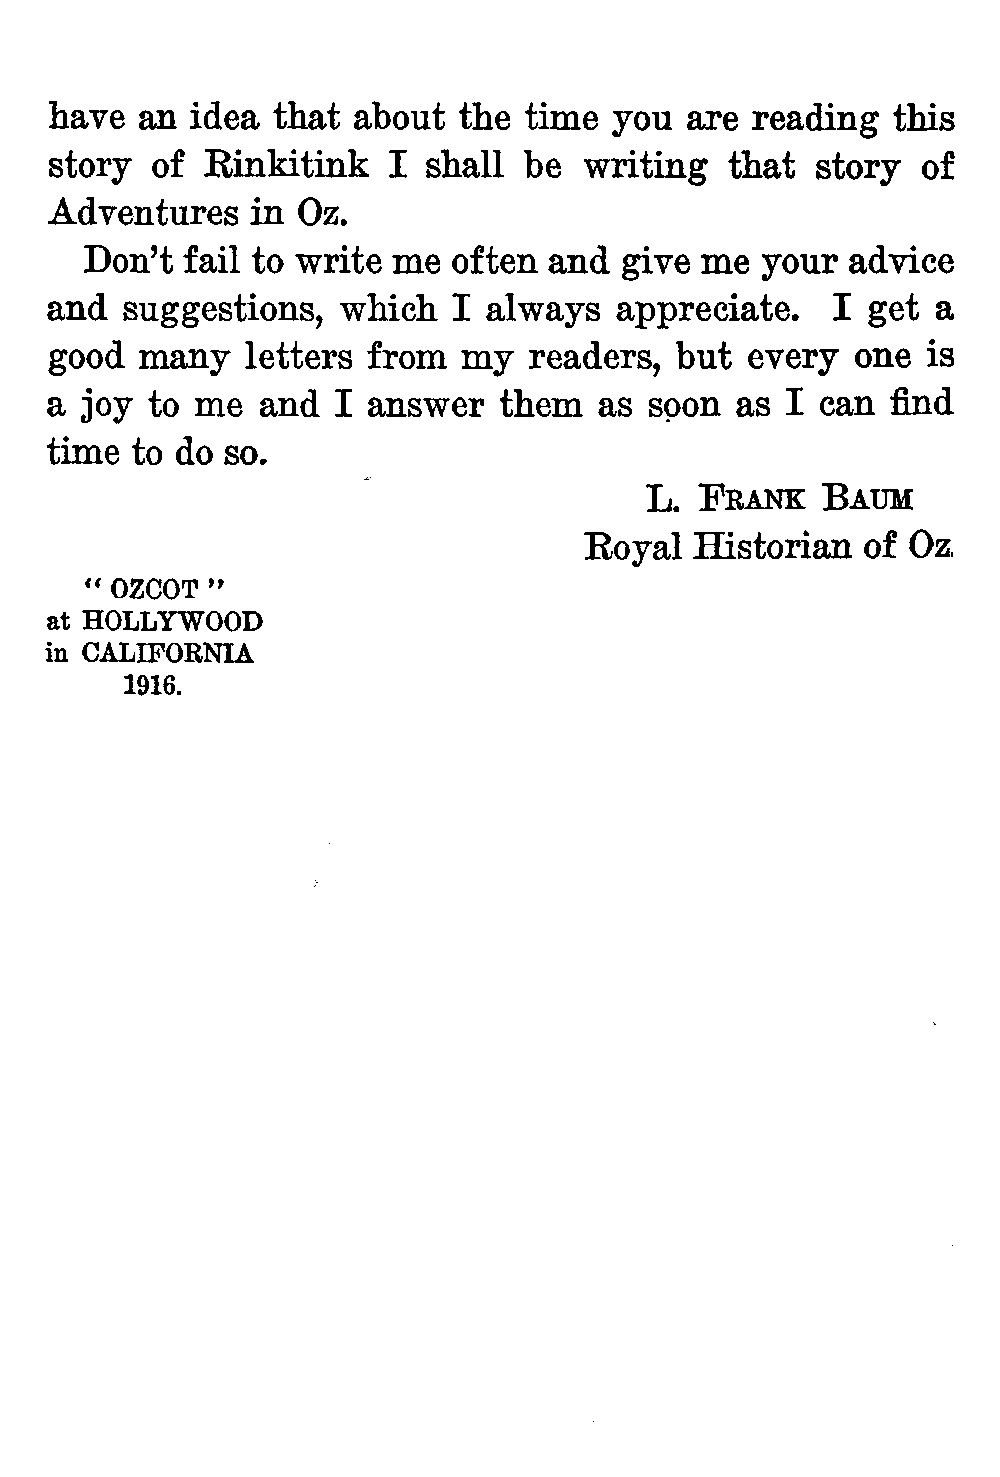 have an idea that about the time you are reading this
story of Rinkitink I shall be writing that story of
Adventures in Oz.
Don't fail to write me often and give me your advice
and suggestions, which I always appreciate. I get a
good many letters from my readers, but every one is
a joy to me and I answer them as soon as I can find
time to do so.
L. FRANK BAUM
Royal Historian of Oz.
“ OZCOT ”
at HOLLYWOOD
in CALIFORNIA
1916.